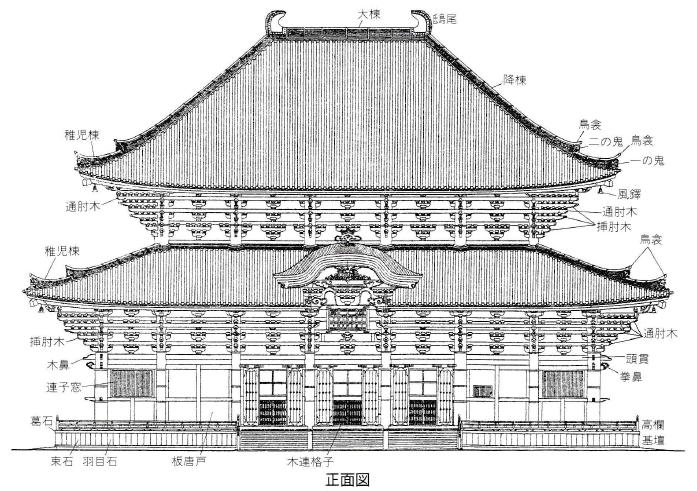 大棟
鴟尾
降棟
鳥衾
二の鬼
鳥衾
稚児棟
一の鬼
風鐸
通肘木
通肘木
挿肘木
鳥衾
稚児棟
通肘木
挿肘木
頭貫
木鼻
拳鼻
連子窓
葛石
高欄
基壇
束石
羽目石
板唐戸
木連格子
正面図